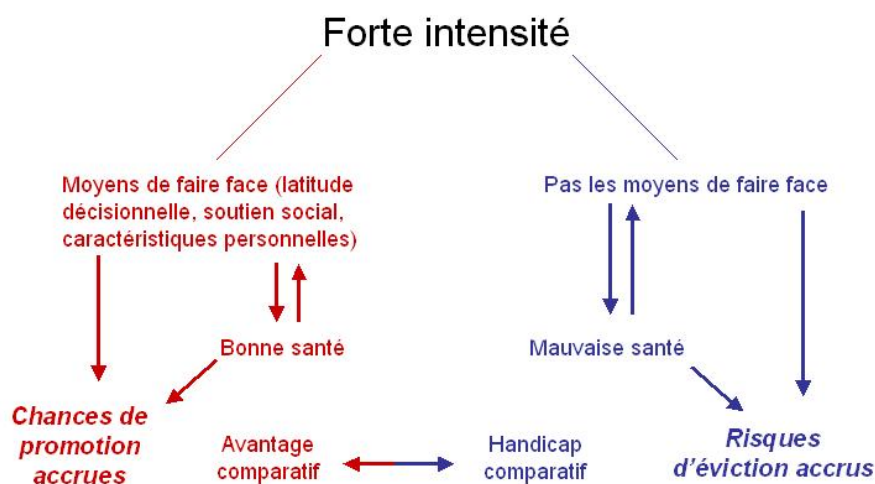 Forte intensité
Moyens de faire face (latitude
décisionnelle, soutien social,
caractéristiques personnelles)
Pas les moyens de faire face
Bonne santé
Mauvaise santé
Chances de
promotion
accrues
Avantage
comparatif
Handicap
comparatif
Risques
d'éviction accrus